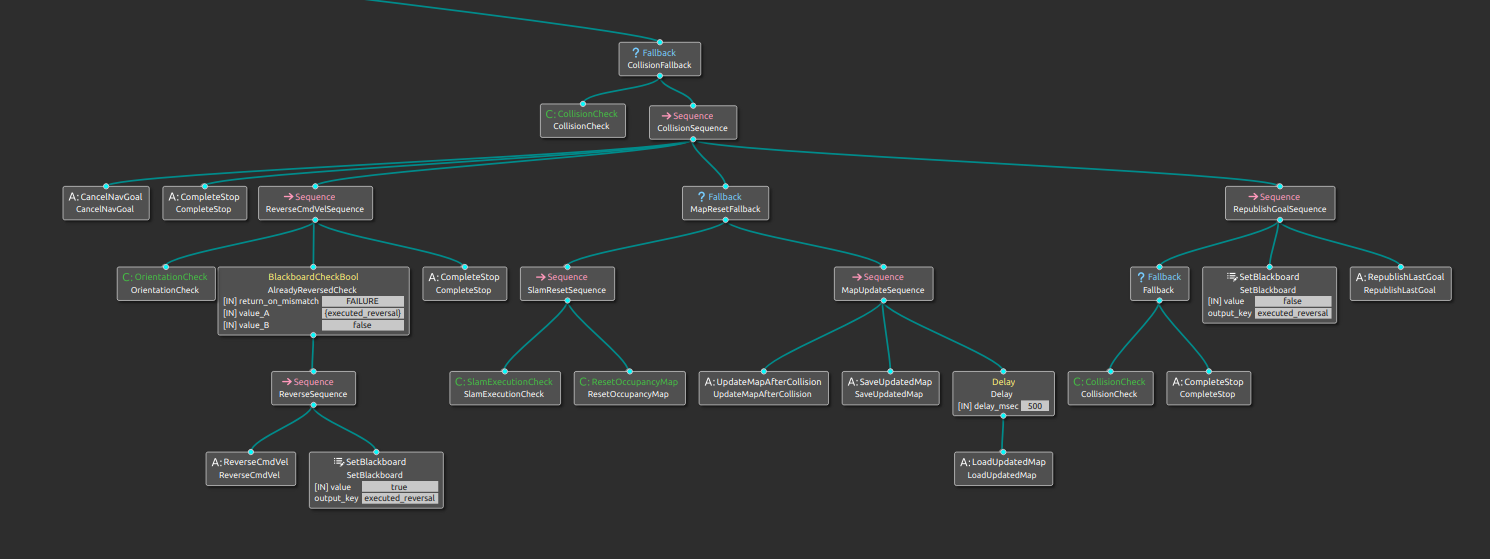 ? Fallback
CollisionFallback
C: CollisionCheck
CollisionCheck
→ Sequence
CollisionSequence
A: CancelNavGoal
CancelNavGoal
A: CompleteStop
CompleteStop
→ Sequence
ReverseCmdVelSequence
? Fallback
MapResetFallback
→ Sequence
RepublishGoalSequence
C: OrientationCheck
OrientationCheck
BlackboardCheckBool
AlreadyReversedCheck
[IN] return_on_mismatch FAILURE
[IN] value_A {executed_reversal}
[IN] value_B false
A: CompleteStop
CompleteStop
→ Sequence
SlamResetSequence
→ Sequence
MapUpdateSequence
? Fallback
Fallback
SetBlackboard
SetBlackboard
[IN] value false
output_key executed_reversal
A: RepublishLastGoal
RepublishLastGoal
→ Sequence
ReverseSequence
C: SlamExecutionCheck
SlamExecutionCheck
C: ResetOccupancyMap
ResetOccupancyMap
A: UpdateMapAfterCollision
UpdateMapAfterCollision
A: SaveUpdatedMap
SaveUpdatedMap
Delay
Delay
[IN] delay_msec 500
C: CollisionCheck
CollisionCheck
A: CompleteStop
CompleteStop
A: ReverseCmdVel
ReverseCmdVel
SetBlackboard
SetBlackboard
[IN] value true
output_key executed_reversal
A: LoadUpdatedMap
LoadUpdatedMap